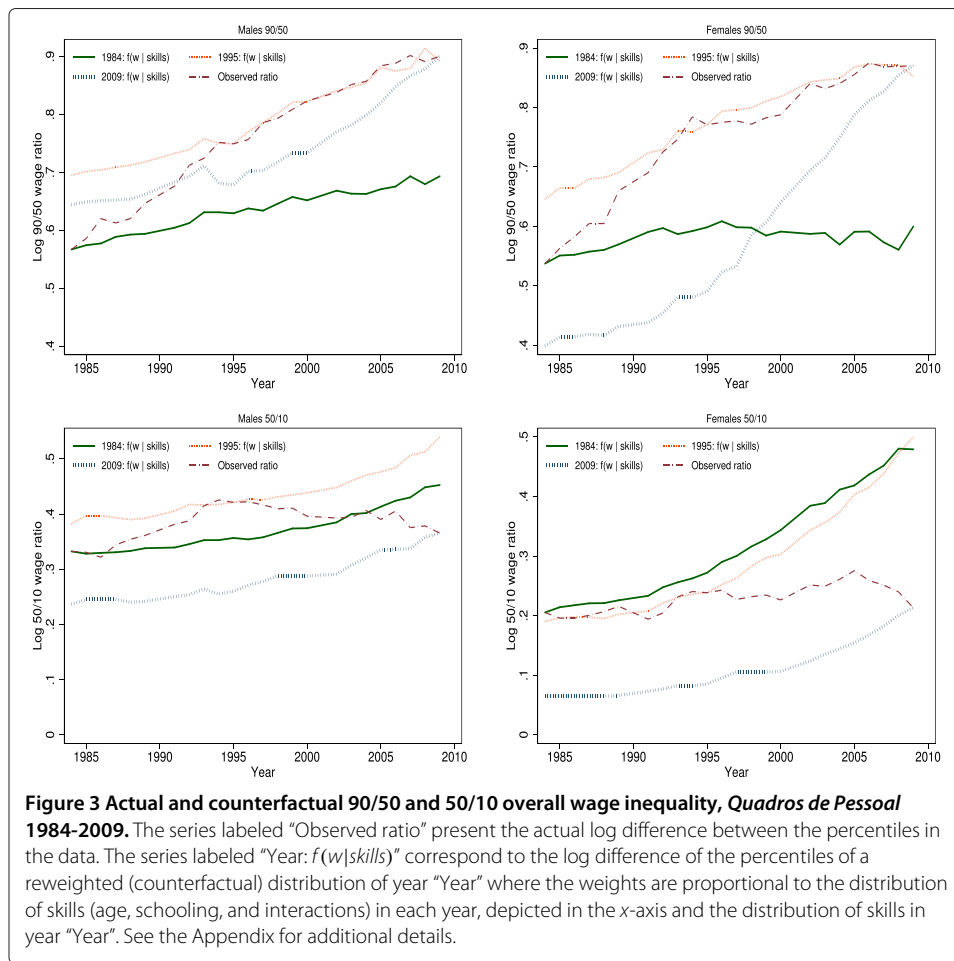 Males 90/50
1984: f(w | skills) 1995: f(w | skills)
2009: f(w | skills) Observed ratio
Log 90/50 wage ratio
.4 .5 .6 .7 .8 .9
1985 1990 1995 2000 2005 2010
Year
Females 90/50
1984: f(w | skills) 1995: f(w | skills)
2009: f(w | skills) Observed ratio
Log 90/50 wage ratio
.4 .5 .6 .7 .8 .9
1985 1990 1995 2000 2005 2010
Year
Males 50/10
1984: f(w | skills) 1995: f(w | skills)
2009: f(w | skills) Observed ratio
Log 50/10 wage ratio
0 .1 .2 .3 .4 .5
1985 1990 1995 2000 2005 2010
Year
Females 50/10
1984: f(w | skills) 1995: f(w | skills)
2009: f(w | skills) Observed ratio
Log 50/10 wage ratio
0 .1 .2 .3 .4 .5
1985 1990 1995 2000 2005 2010
Year
Figure 3 Actual and counterfactual 90/50 and 50/10 overall wage inequality, Quadros de Pessoal
1984-2009. The series labeled “Observed ratio” present the actual log difference between the percentiles in
the data. The series labeled “Year: f(w|skills)” correspond to the log difference of the percentiles of a
reweighted (counterfactual) distribution of year “Year” where the weights are proportional to the distribution
of skills (age, schooling, and interactions) in each year, depicted in the x-axis and the distribution of skills in
year “Year”. See the Appendix for additional details.